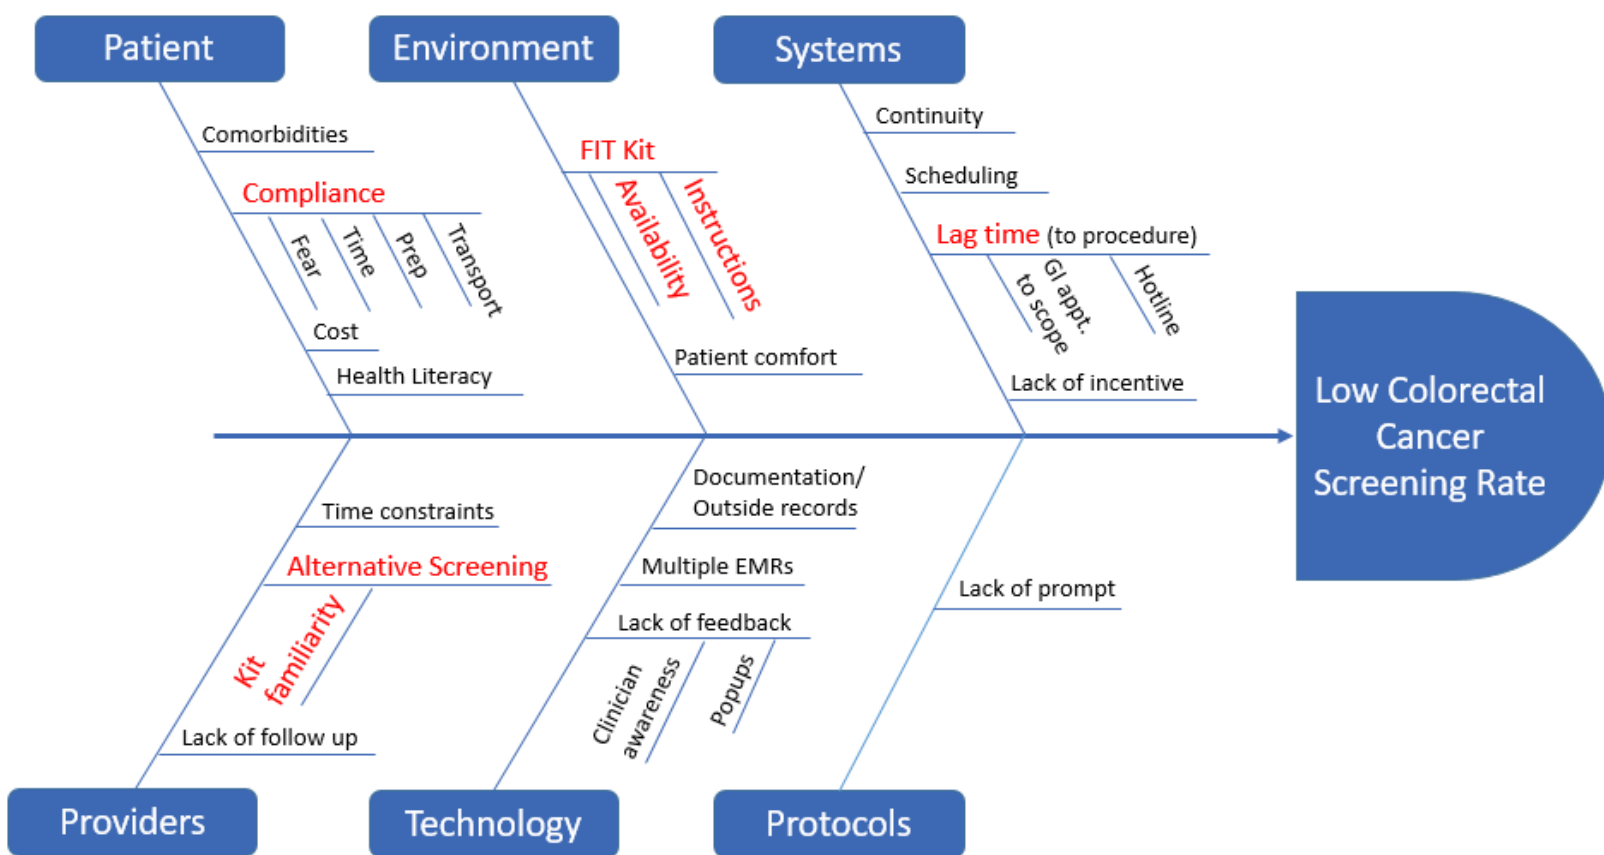 Patient
Environment
Systems
Comorbidities
Compliance
Fear
Time
Prep
Transport
Cost
Health Literacy
FIT Kit
Availability
Instructions
Patient comfort
Continuity
Scheduling
Lag time (to procedure)
GI appt.
to scope
Hotline
Lack of incentive
Low Colorectal
Cancer
Screening Rate
Time constraints
Alternative Screening
Kit
familiarity
Lack of follow up
Documentation/
Outside records
Multiple EMRs
Lack of feedback
Clinician
awareness
Popups
Lack of prompt
Providers
Technology
Protocols